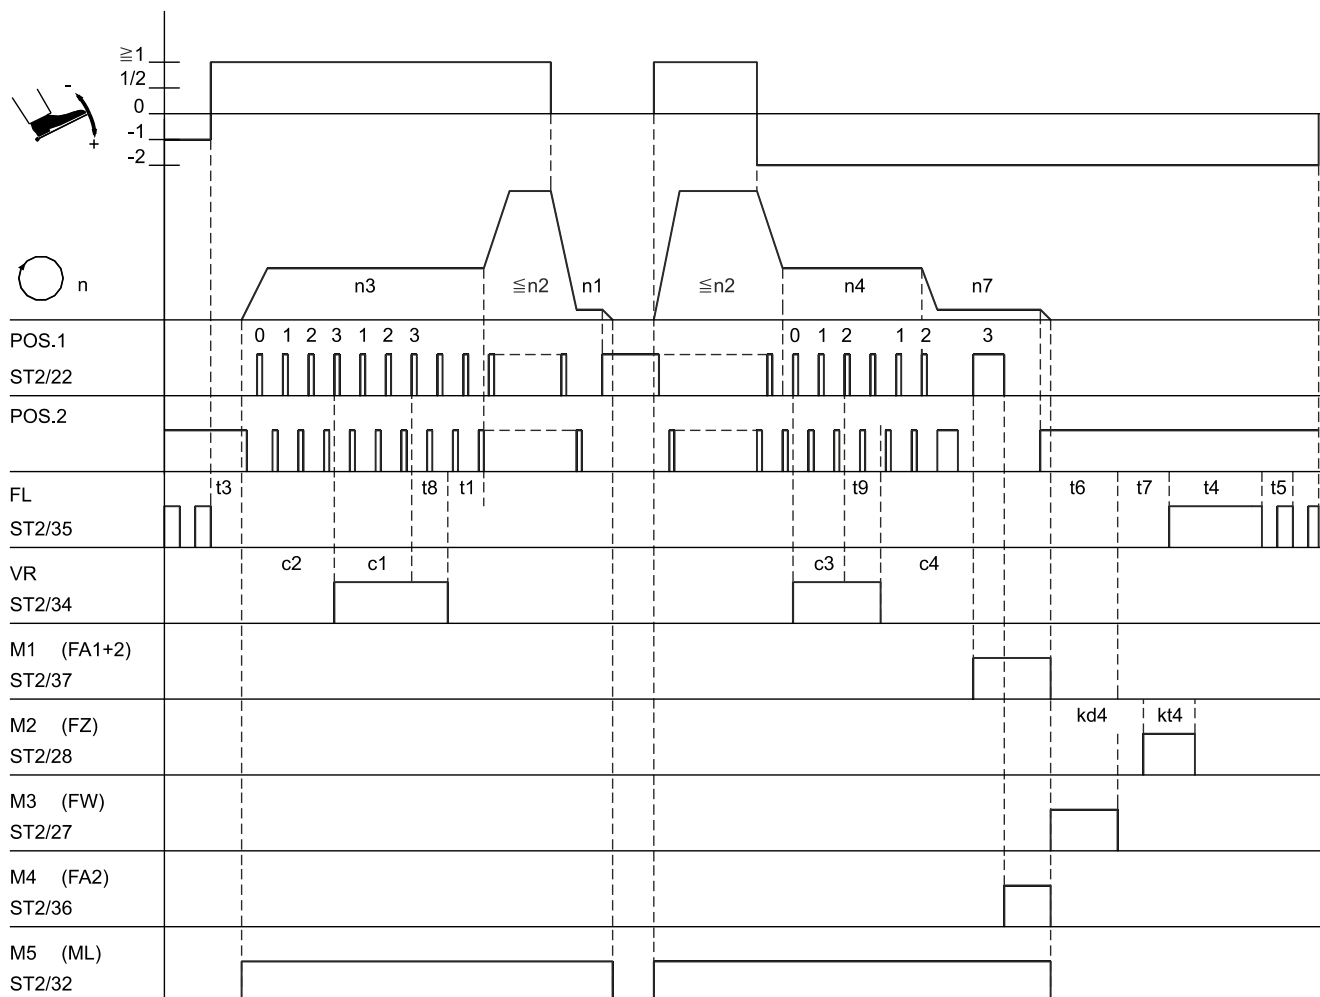 ≧1
1/2
0
-1
-2
-
+
n
n3
≦n2
n1
≦n2
n4
n7
POS.1
0 1 2 3 1 2 3
0 1 2 1 2 3
ST2/22
POS.2
FL
t3
t8
t1
t9
t6
t7
t4
t5
ST2/35
VR
c2
c1
c3
c4
ST2/34
M1 (FA1+2)
ST2/37
M2 (FZ)
kd4
kt4
ST2/28
M3 (FW)
ST2/27
M4 (FA2)
ST2/36
M5 (ML)
ST2/32